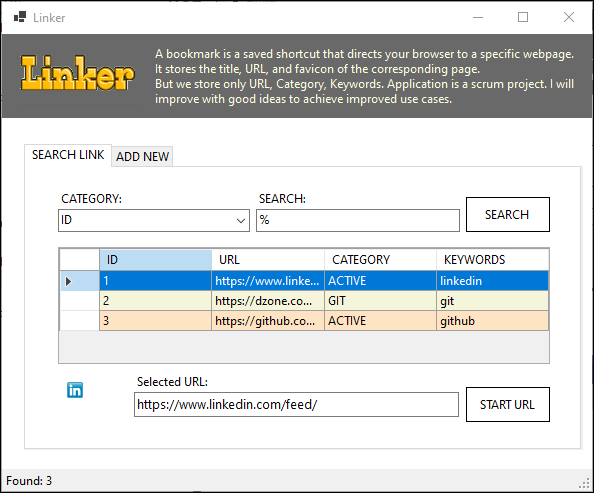 Linker
Linker
A bookmark is a saved shortcut that directs your browser to a specific webpage.
It stores the title, URL, and favicon of the corresponding page.
But we store only URL, Category, Keywords. Application is a scrum project. I will
improve with good ideas to achieve improved use cases.
SEARCH LINK ADD NEW
CATEGORY: SEARCH:
ID % SEARCH
ID URL CATEGORY KEYWORDS
1 https://www.linke... ACTIVE linkedin
2 https://dzone.co... GIT git
3 https://github.co... ACTIVE github
Selected URL:
in https://www.linkedin.com/feed/ START URL
Found: 3